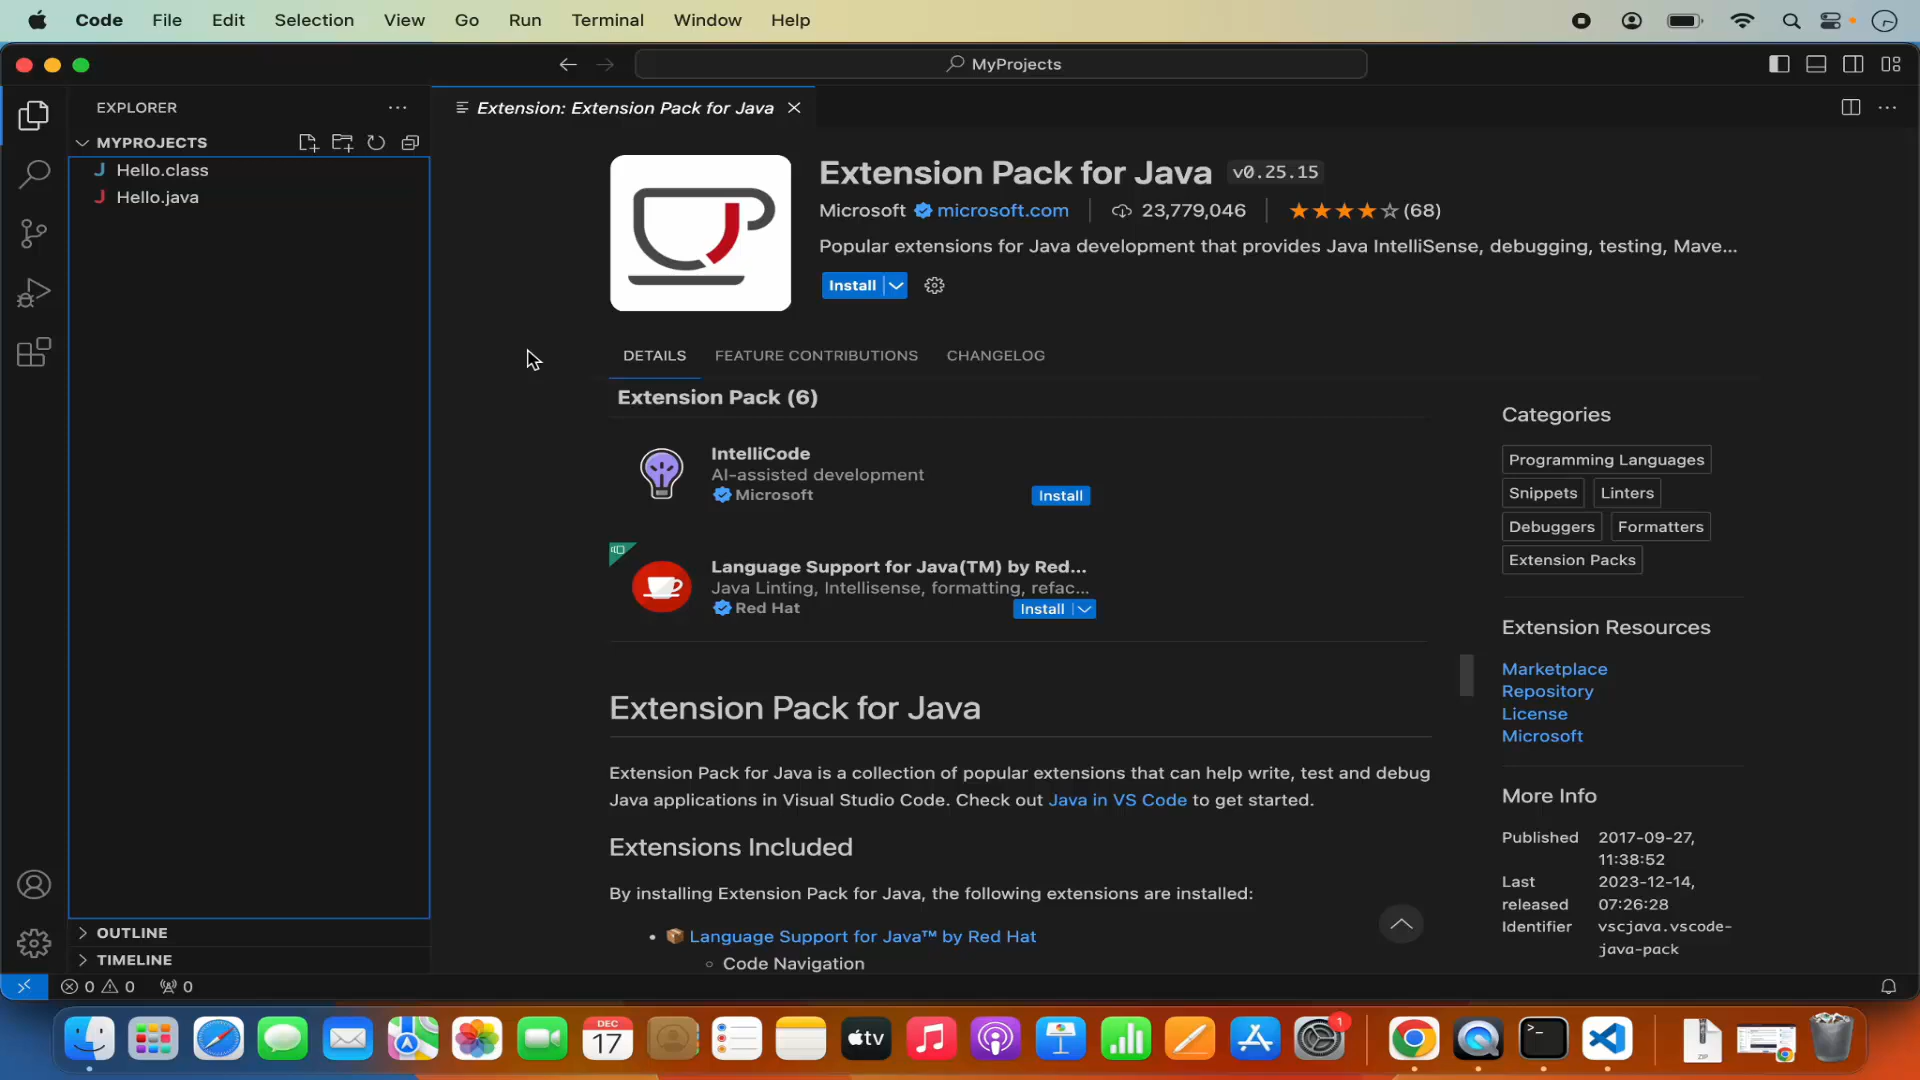 Code File Edit Selection View Go Run Terminal Window Help
MyProjects
EXPLORER
MYPROJECTS
J Hello.class
J Hello.java
OUTLINE
TIMELINE
Extension: Extension Pack for Java
Extension Pack for Java v0.25.15
Microsoft microsoft.com 23,779,046 (68)
Popular extensions for Java development that provides Java IntelliSense, debugging, testing, Mave...
Install
DETAILS FEATURE CONTRIBUTIONS CHANGELOG
Extension Pack (6)
IntelliCode
AI-assisted development
Microsoft
Install
Language Support for Java(TM) by Red...
Java Linting, Intellisense, formatting, refac...
Red Hat
Install
Extension Pack for Java
Extension Pack for Java is a collection of popular extensions that can help write, test and debug
Java applications in Visual Studio Code. Check out Java in VS Code to get started.
Extensions Included
By installing Extension Pack for Java, the following extensions are installed:
• Language Support for Java™ by Red Hat
Code Navigation
Categories
Programming Languages
Snippets Linters
Debuggers Formatters
Extension Packs
Extension Resources
Marketplace
Repository
License
Microsoft
More Info
Published 2017-09-27,
11:38:52
Last 2023-12-14,
released 07:26:28
Identifier vscjava.vscode-
java-pack
0 0 0
DEC
17
tv
1
ZIP